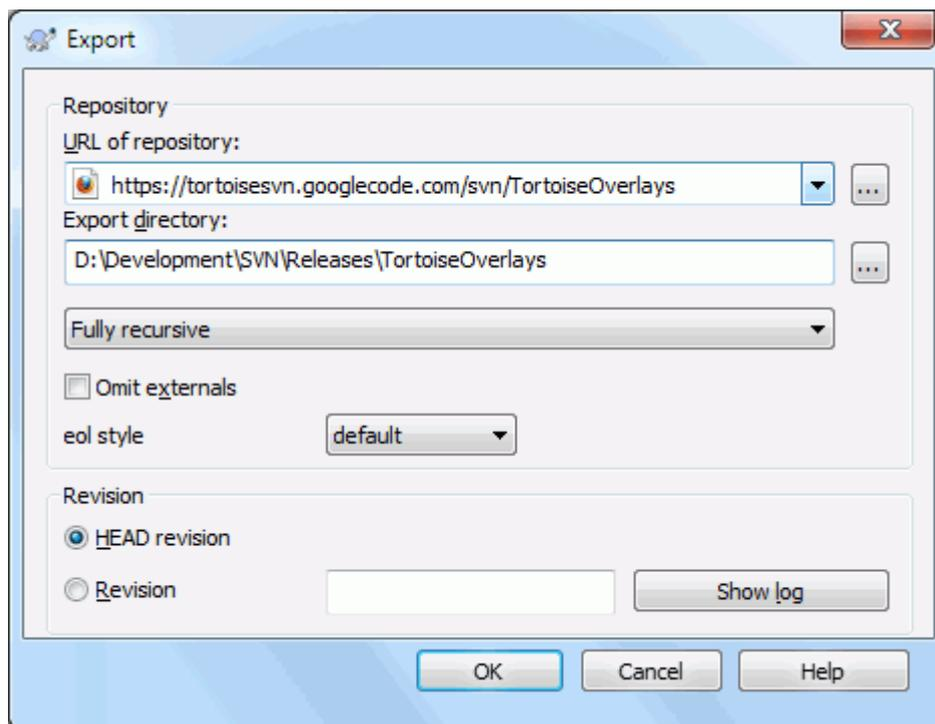 Export
Repository
URL of repository:
https://tortoisesvn.googlecode.com/svn/TortoiseOverlays
...
Export directory:
D:\Development\SVN\Releases\TortoiseOverlays
...
Fully recursive
Omit externals
eol style default
Revision
HEAD revision
Revision Show log
OK Cancel Help